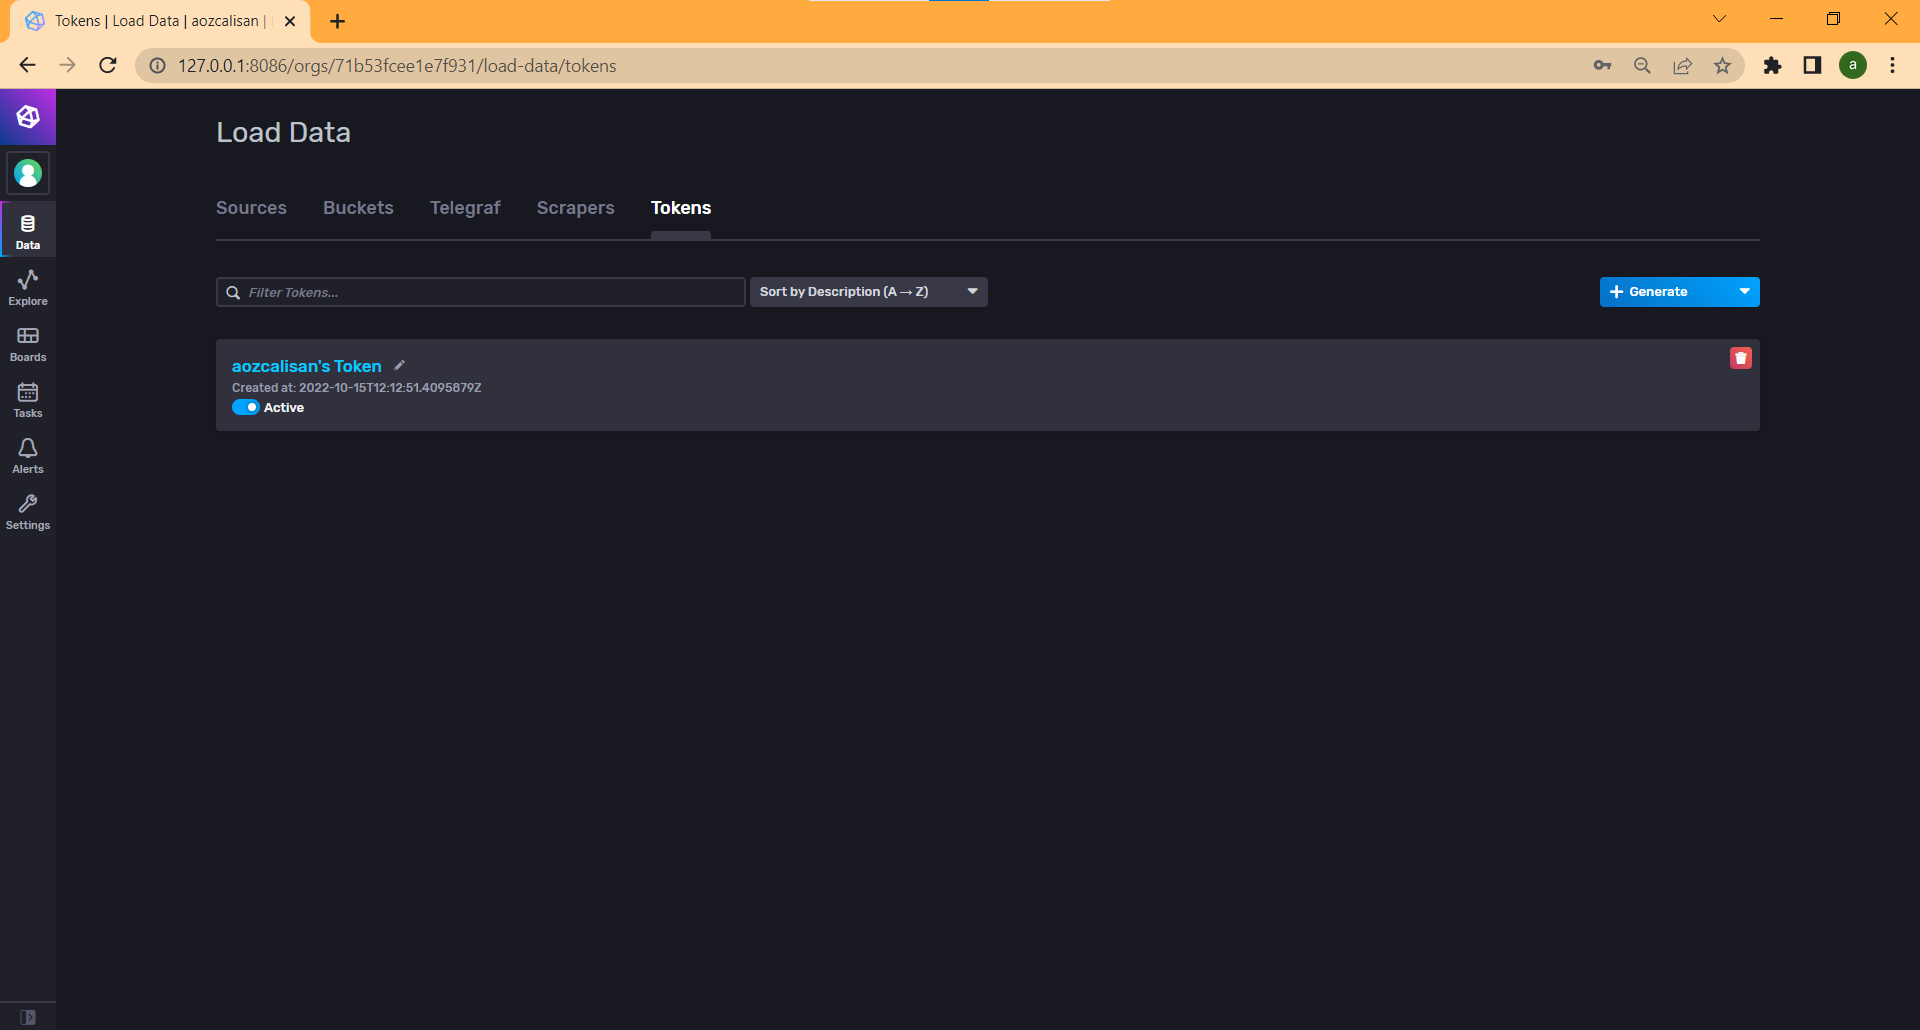 Tokens | Load Data | aozcalisan |
127.0.0.1:8086/orgs/71b53fcee1e7f931/load-data/tokens
a
Load Data
Sources Buckets Telegraf Scrapers Tokens
Filter Tokens...
Sort by Description (A → Z)
Generate
aozcalisan's Token
Created at: 2022-10-15T12:12:51.4095879Z
Active
Data
Explore
Boards
Tasks
Alerts
Settings